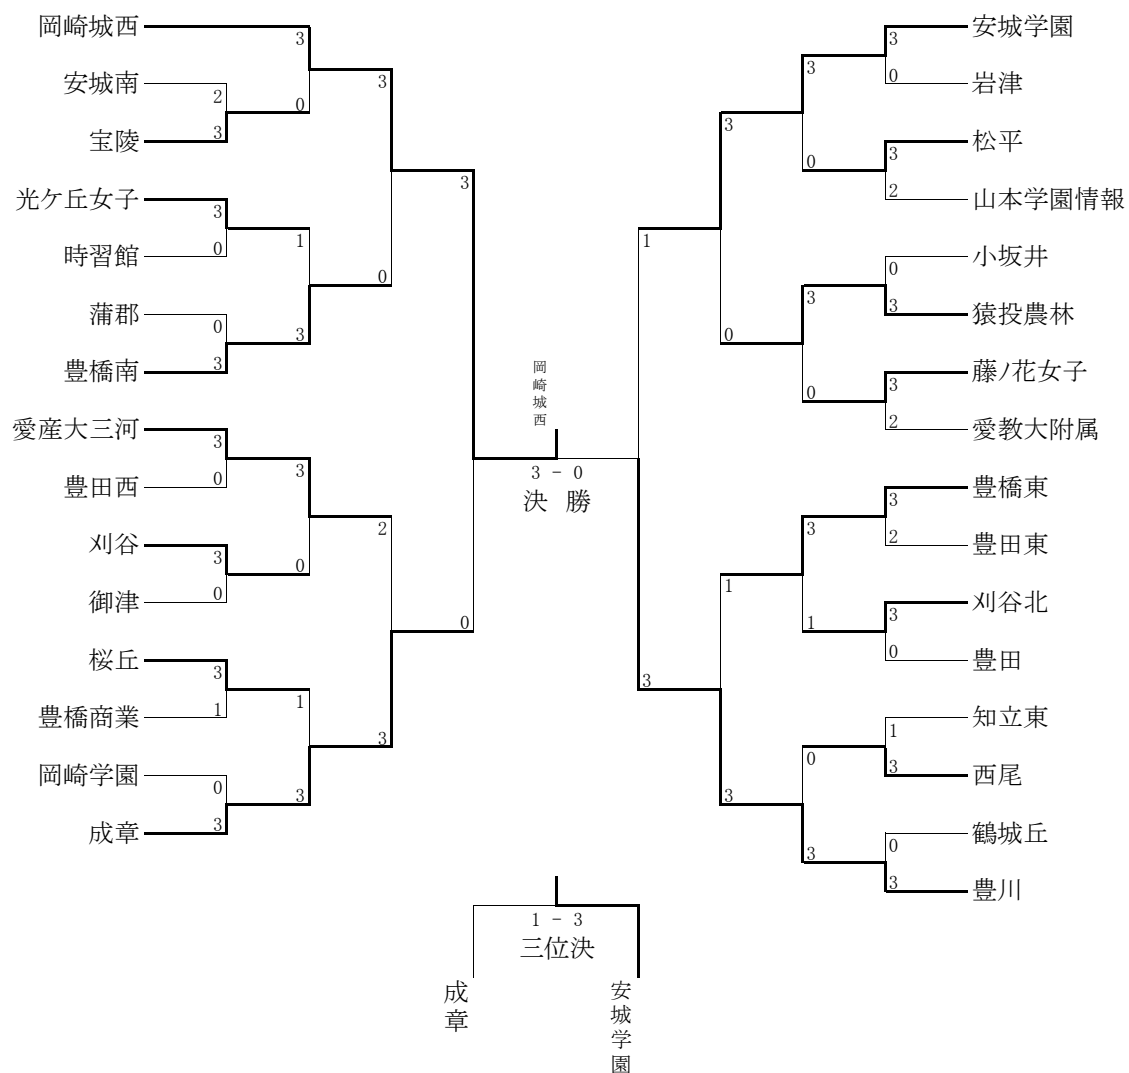 岡崎城西
3
安城南
2
0
宝陵
3
3
光ケ丘女子
3
時習館
0
1
蒲郡
0
豊橋南
3
3
0
3
愛産大三河
3
豊田西
0
3
刈谷
3
御津
0
0
2
桜丘
3
豊橋商業
1
1
岡崎学園
0
成章
3
3
3
0
岡崎城西
3 − 0
決 勝
安城学園
3
岩津
0
3
松平
3
山本学園情報
2
0
3
小坂井
0
猿投農林
3
3
藤ノ花女子
3
愛教大附属
2
0
0
1
豊橋東
3
豊田東
2
3
刈谷北
3
豊田
0
1
1
知立東
1
西尾
3
0
鶴城丘
0
豊川
3
3
3
3
1 − 3
三位決
成章
安城学園